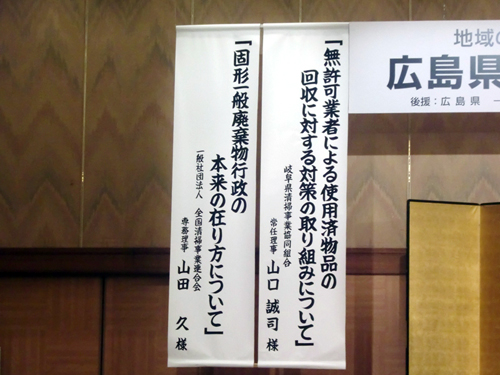 「無許可業者による使用済物品の
回収に対する対策の取り組みについて」
岐阜県清掃事業協同組合
常任理事 山口 誠司 様
「固形一般廃棄物行政の
本来の在り方について」
一般社団法人 全国清掃事業連合会
専務理事 山田 久 様
地域の
広島県
後援:広島県 一